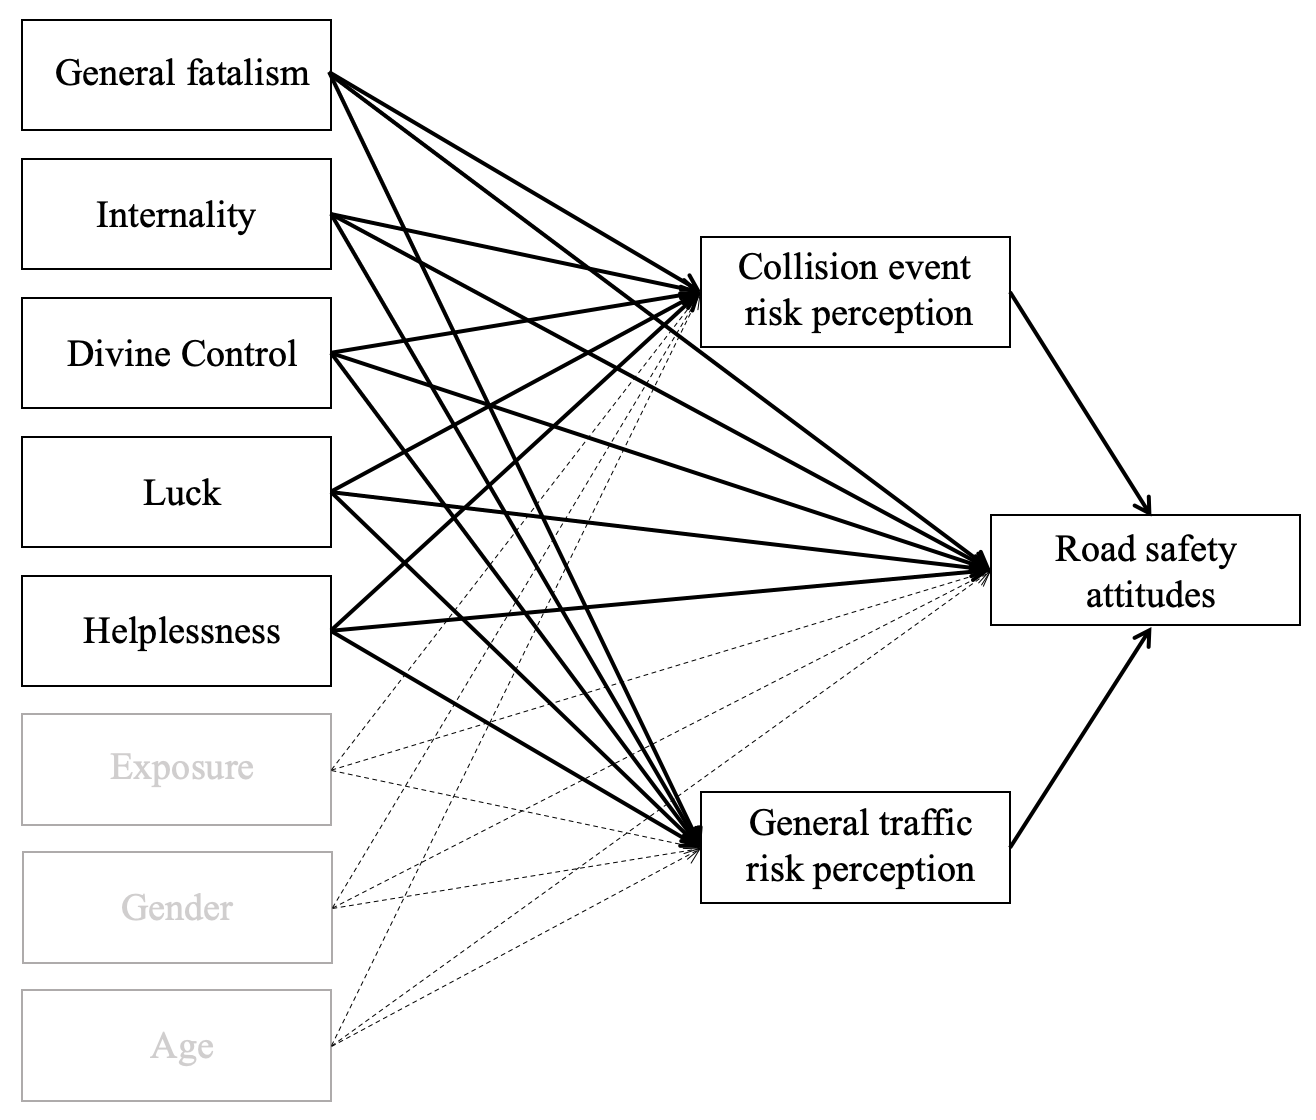 General fatalism
Internality
Divine Control
Luck
Helplessness
Exposure
Gender
Age
Collision event
risk perception
General traffic
risk perception
Road safety
attitudes